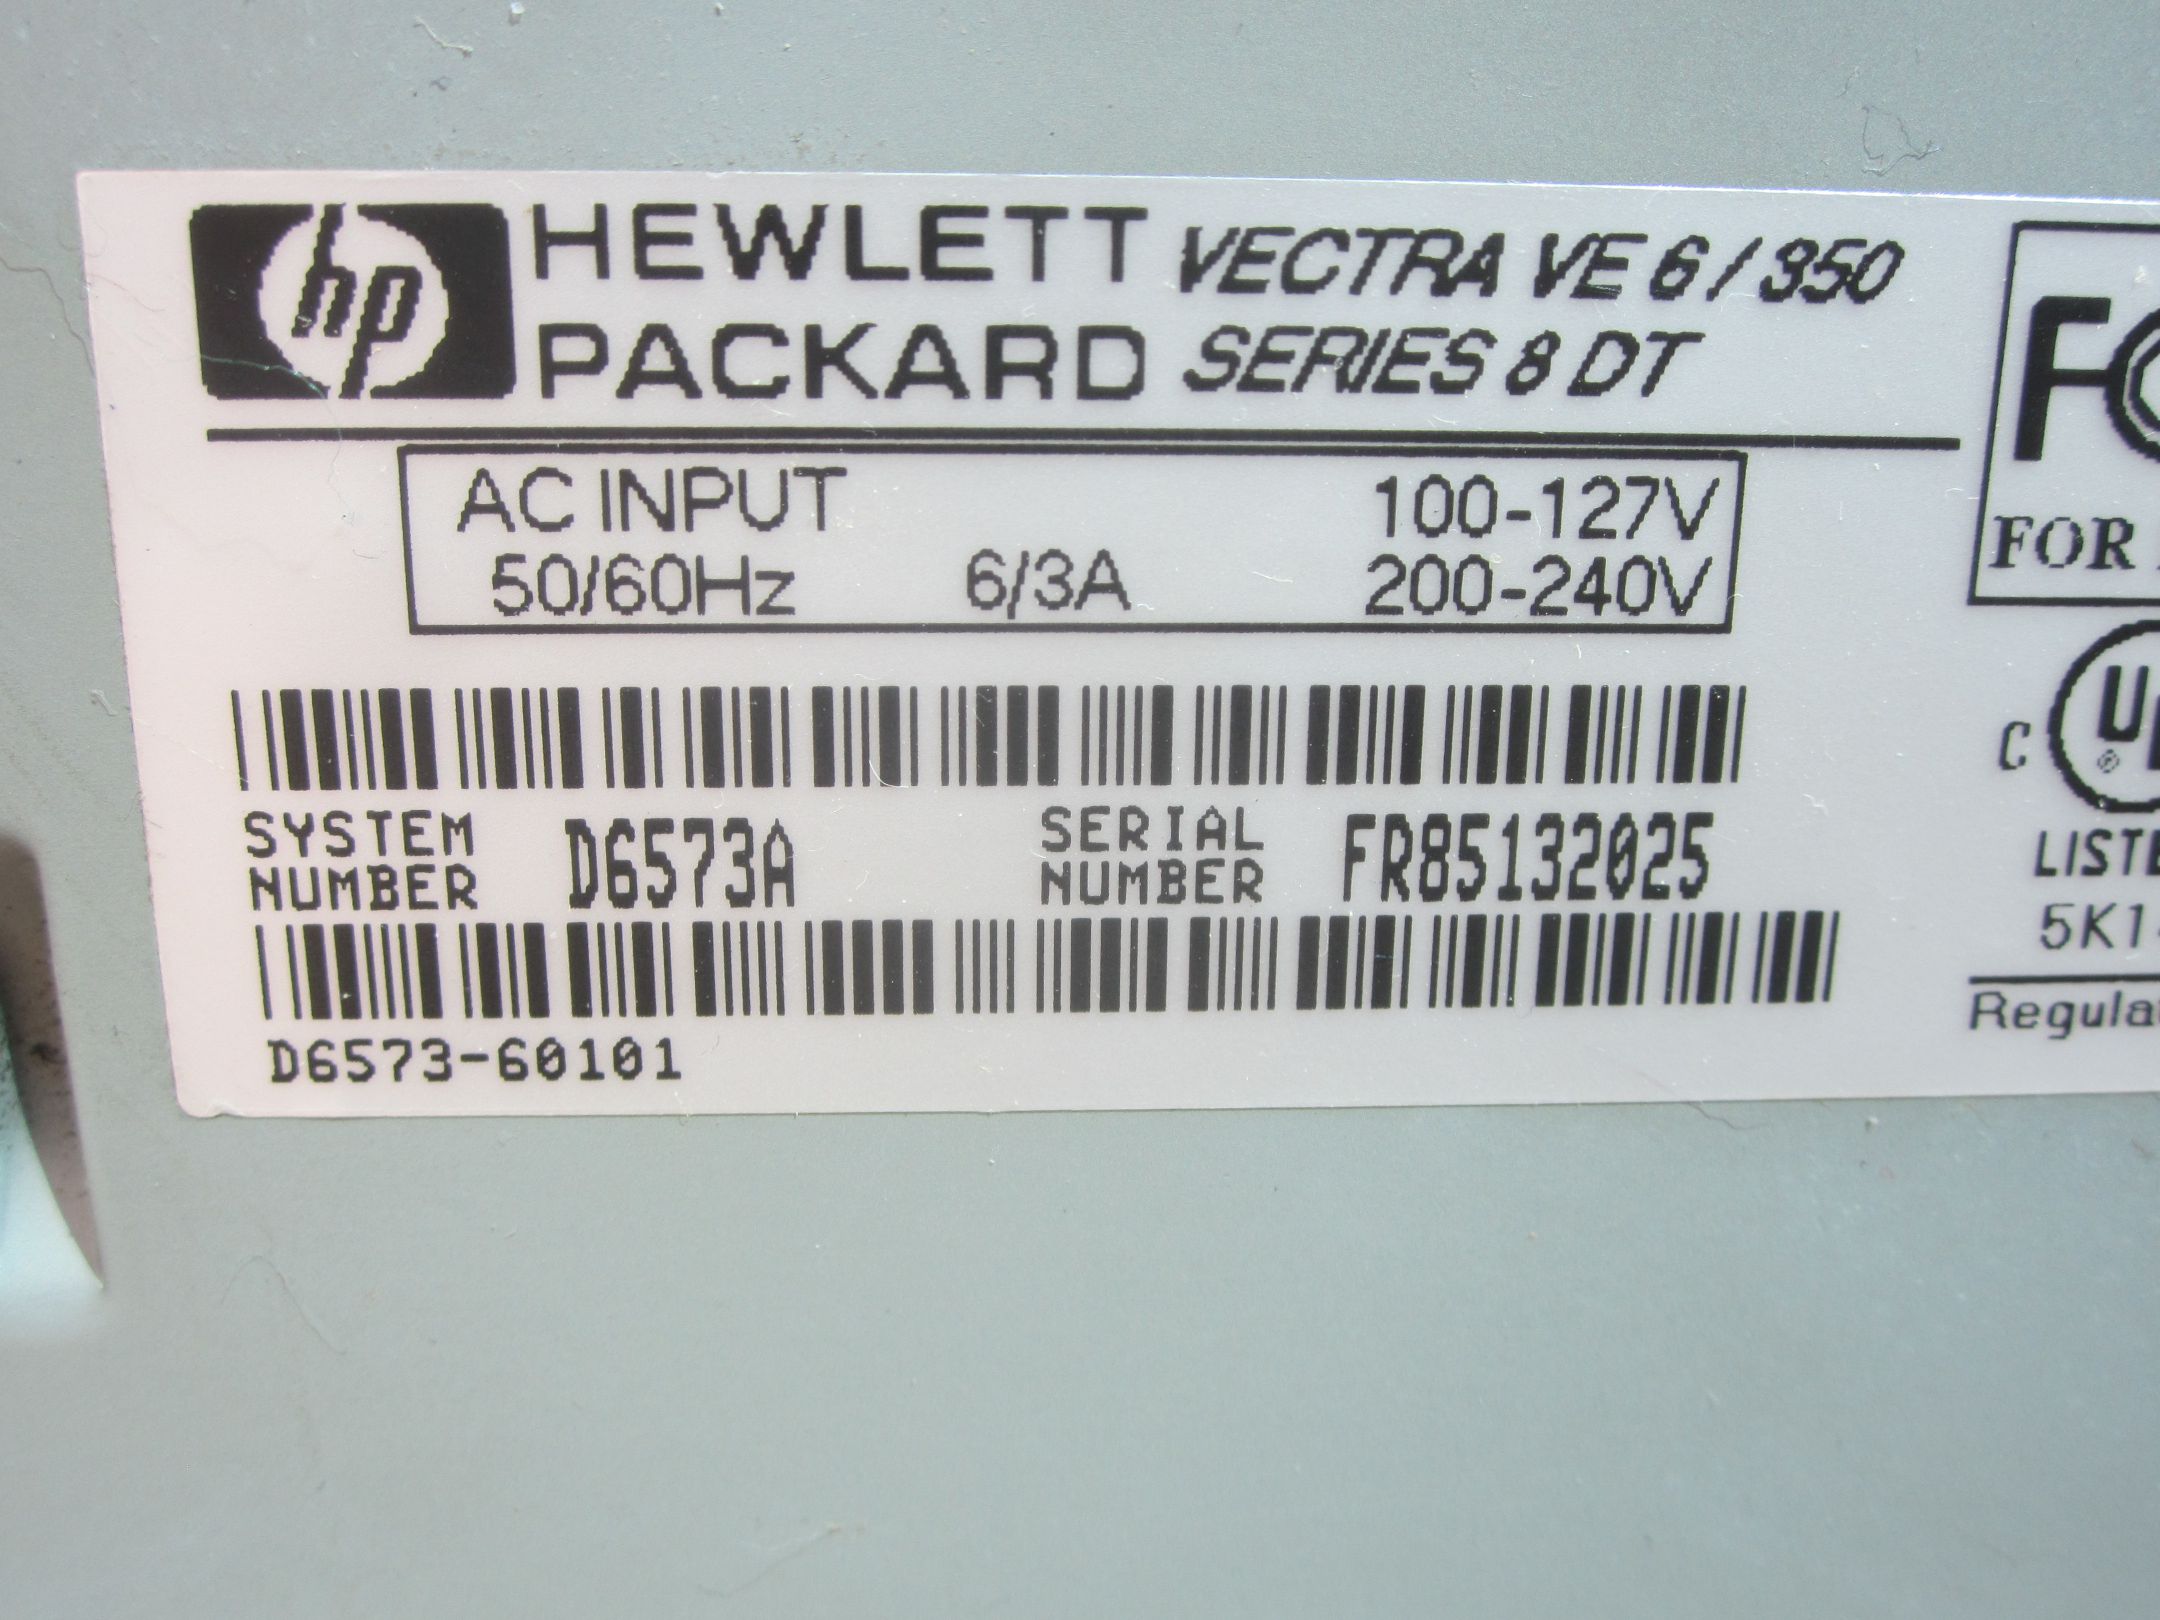 hp HEWLETT PACKARD
VECTRA VE 6/350
SERIES 8 DT
AC INPUT 100-127V
50/60Hz 6/3A 200-240V
SYSTEM NUMBER D6573A
SERIAL NUMBER FR85132025
D6573-60101
FOR
C
LISTE
5K1
Regula